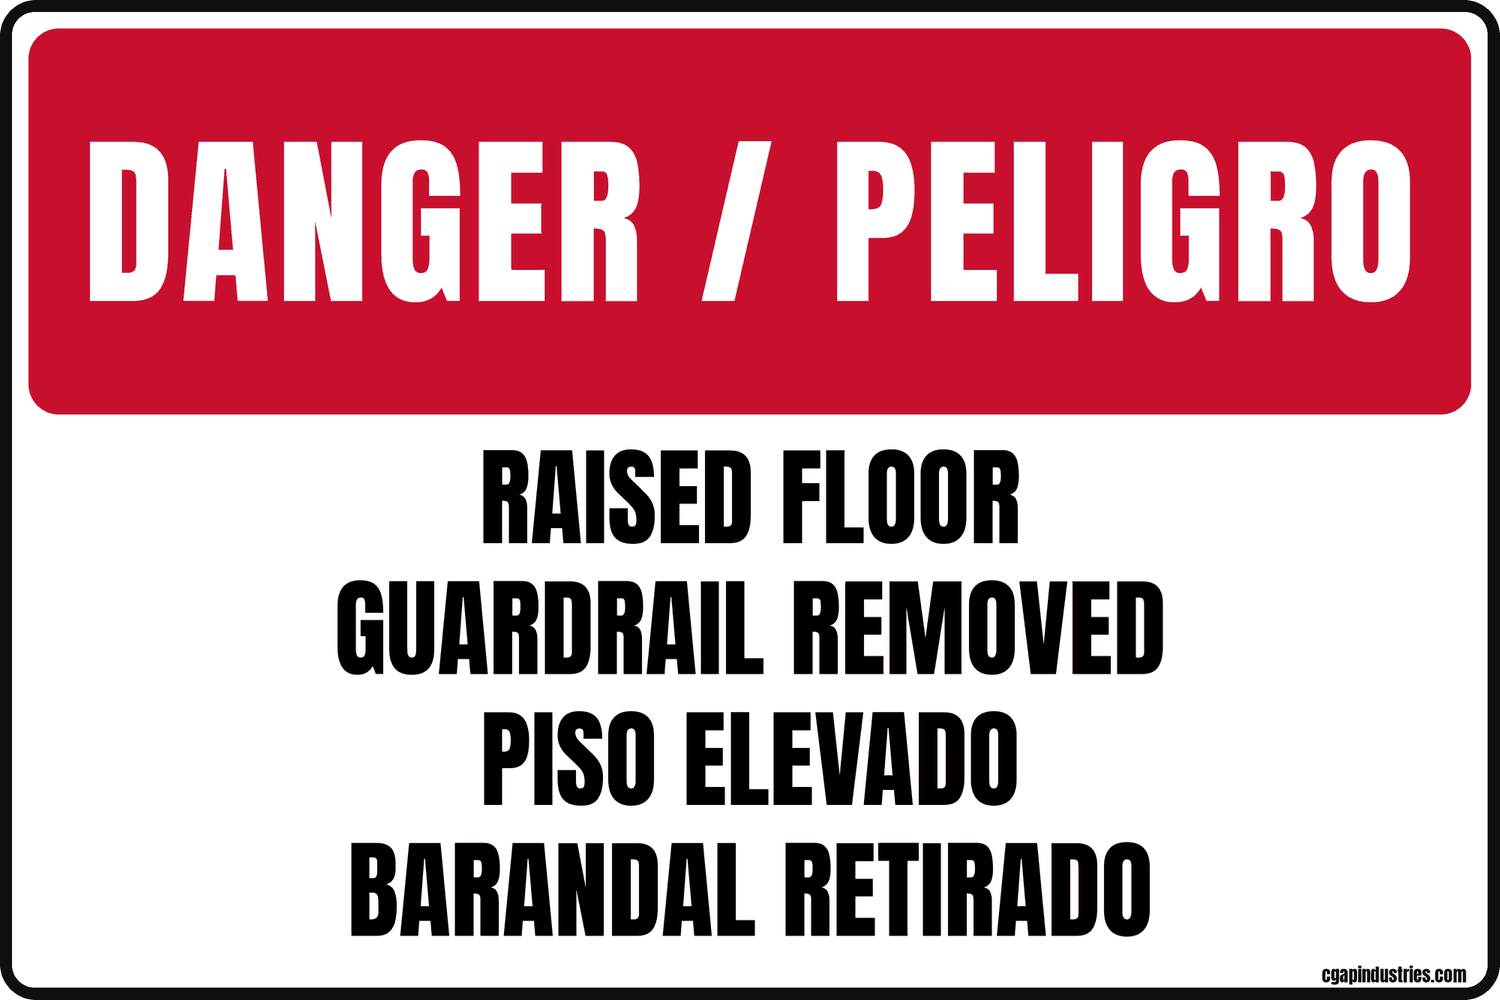 DANGER / PELIGRO
RAISED FLOOR
GUARDRAIL REMOVED
PISO ELEVADO
BARANDAL RETIRADO
cgapindustries.com